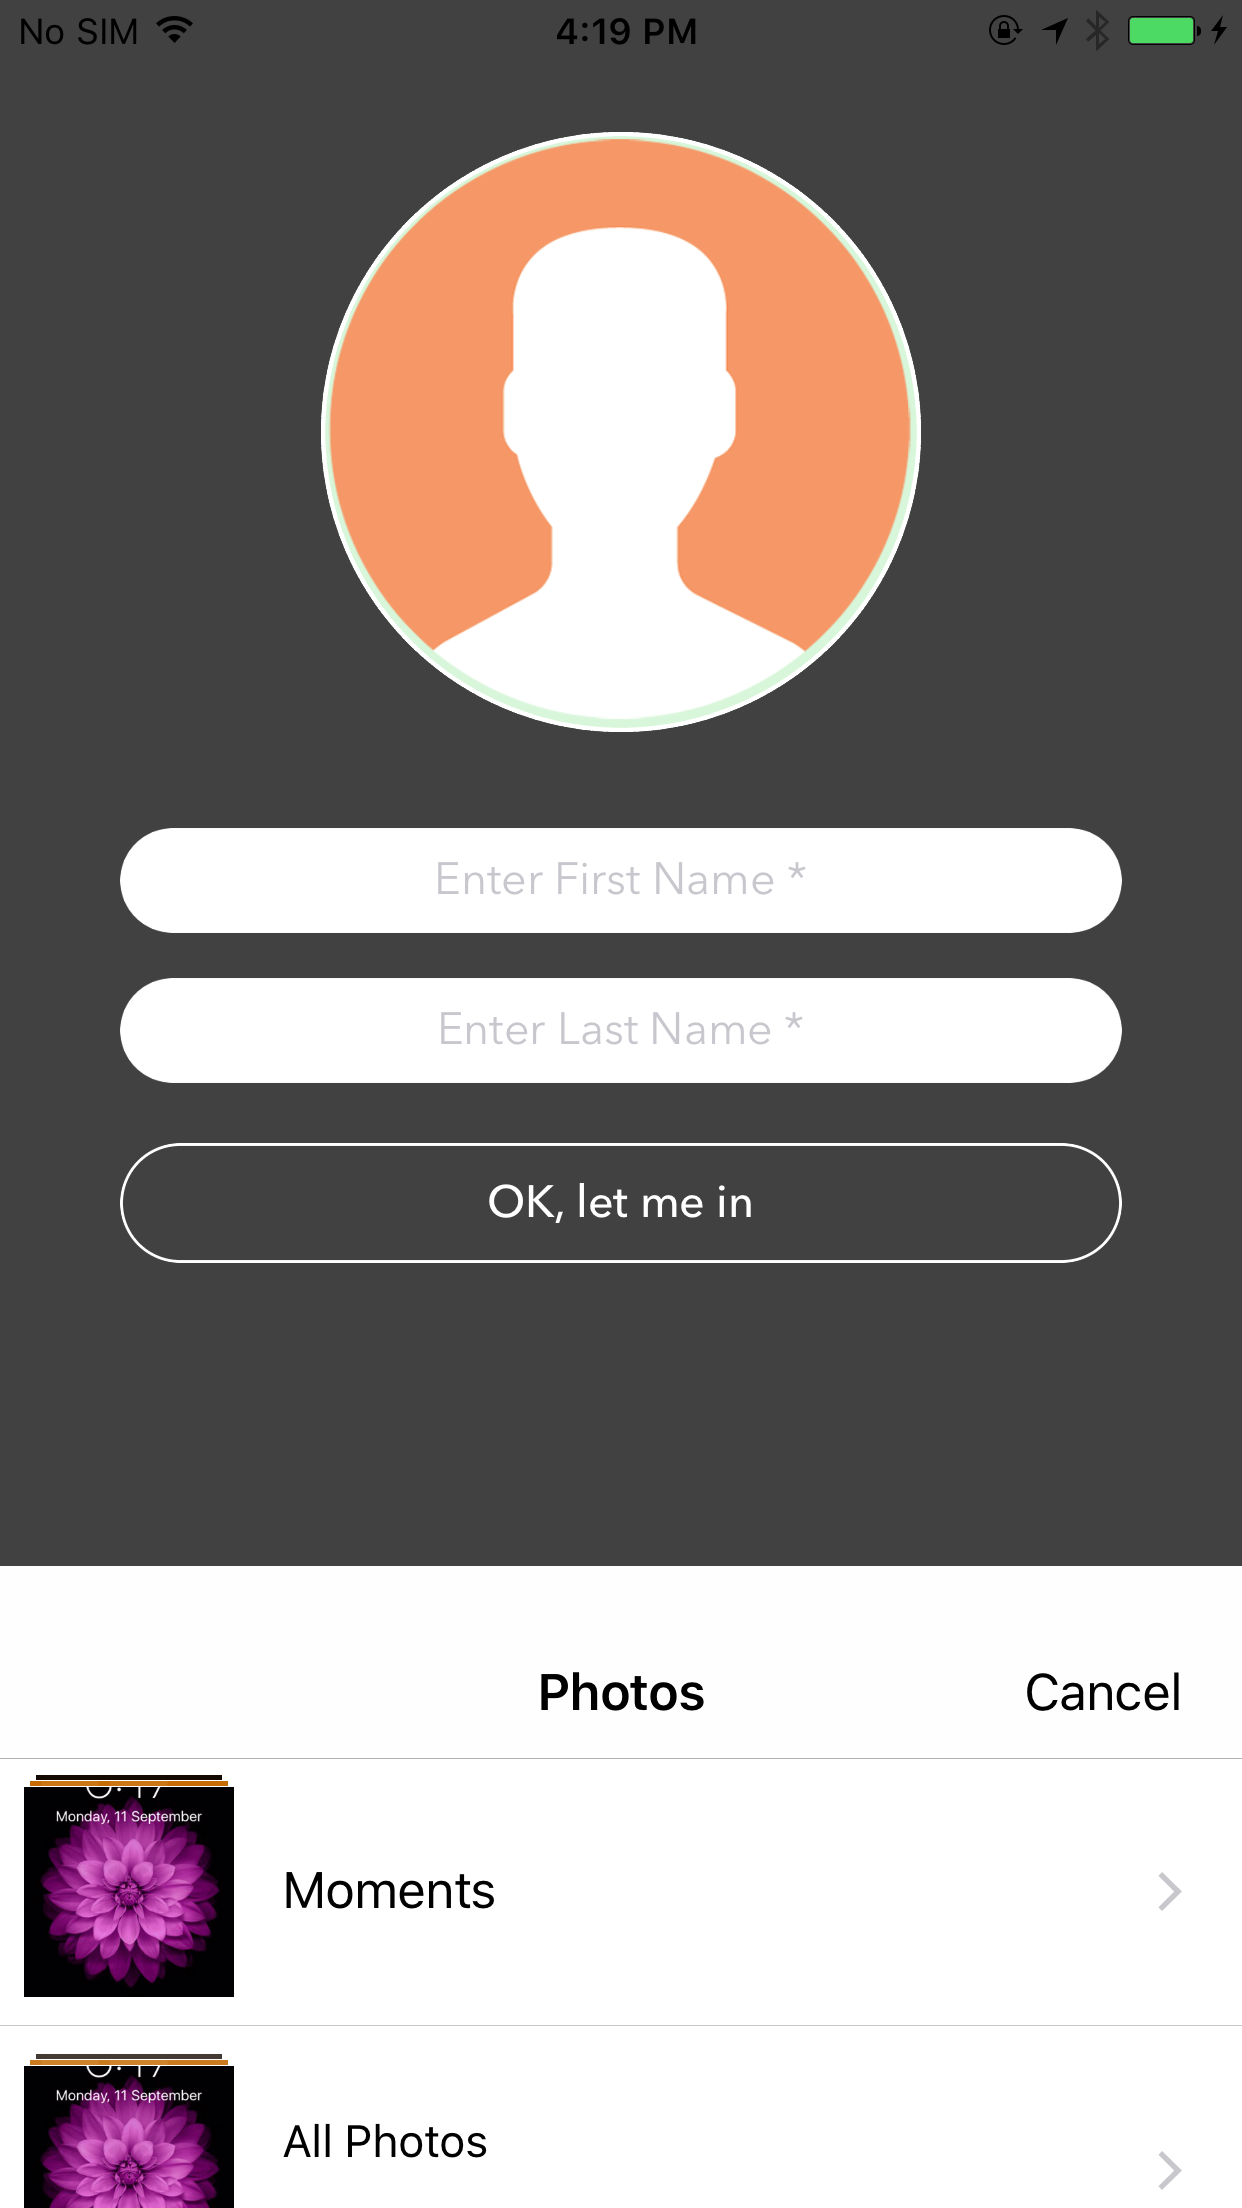 No SIM 4:19 PM
Enter First Name *
Enter Last Name *
OK, let me in
Photos Cancel
Monday, 11 September
Moments
Monday, 11 September
All Photos